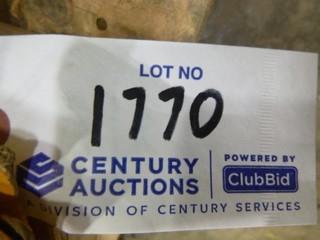 LOT NO
1770
CENTURY AUCTIONS
POWERED BY
ClubBid
A DIVISION OF CENTURY SERVICES